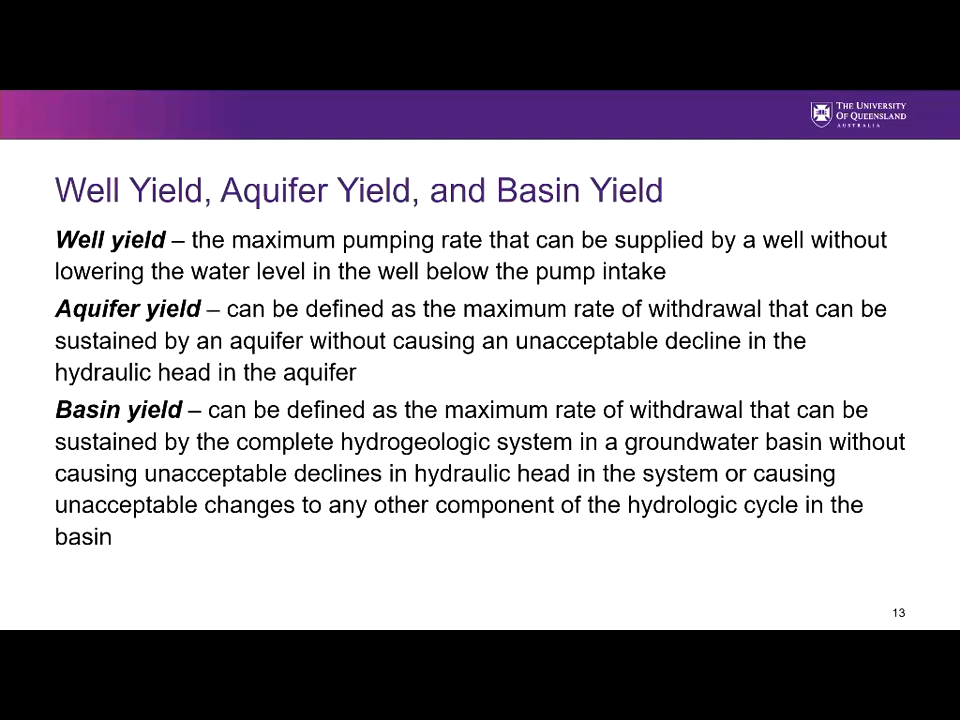 THE UNIVERSITY
OF QUEENSLAND
AUSTRALIA
Well Yield, Aquifer Yield, and Basin Yield
Well yield – the maximum pumping rate that can be supplied by a well without
lowering the water level in the well below the pump intake
Aquifer yield – can be defined as the maximum rate of withdrawal that can be
sustained by an aquifer without causing an unacceptable decline in the
hydraulic head in the aquifer
Basin yield – can be defined as the maximum rate of withdrawal that can be
sustained by the complete hydrogeologic system in a groundwater basin without
causing unacceptable declines in hydraulic head in the system or causing
unacceptable changes to any other component of the hydrologic cycle in the
basin
13